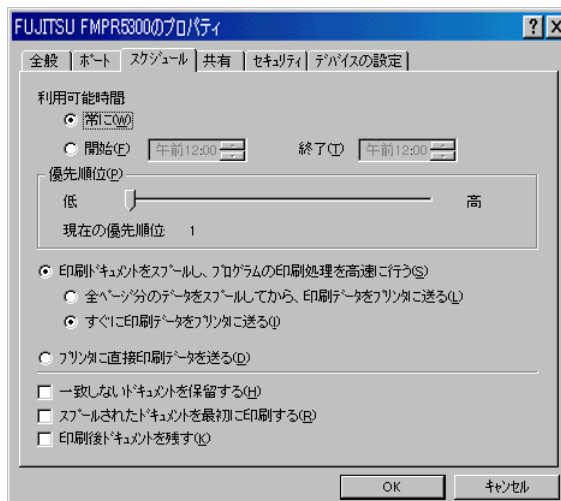 FUJITSU FMPR5300のプロパティ
全般 ポート スケジュール 共有 セキュリティ デバイスの設定
利用可能時間
常に(W)
開始(F) 午前12:00 終了(T) 午前12:00
優先順位(P)
低 高
現在の優先順位 1
印刷ドキュメントをスプールし、プログラムの印刷処理を高速に行う(S)
全ページ分のデータをスプールしてから、印刷データをプリンタに送る(L)
すぐに印刷データをプリンタに送る(I)
プリンタに直接印刷データを送る(D)
一致しないドキュメントを保留する(H)
スプールされたドキュメントを最初に印刷する(R)
印刷後ドキュメントを残す(K)
OK キャンセル